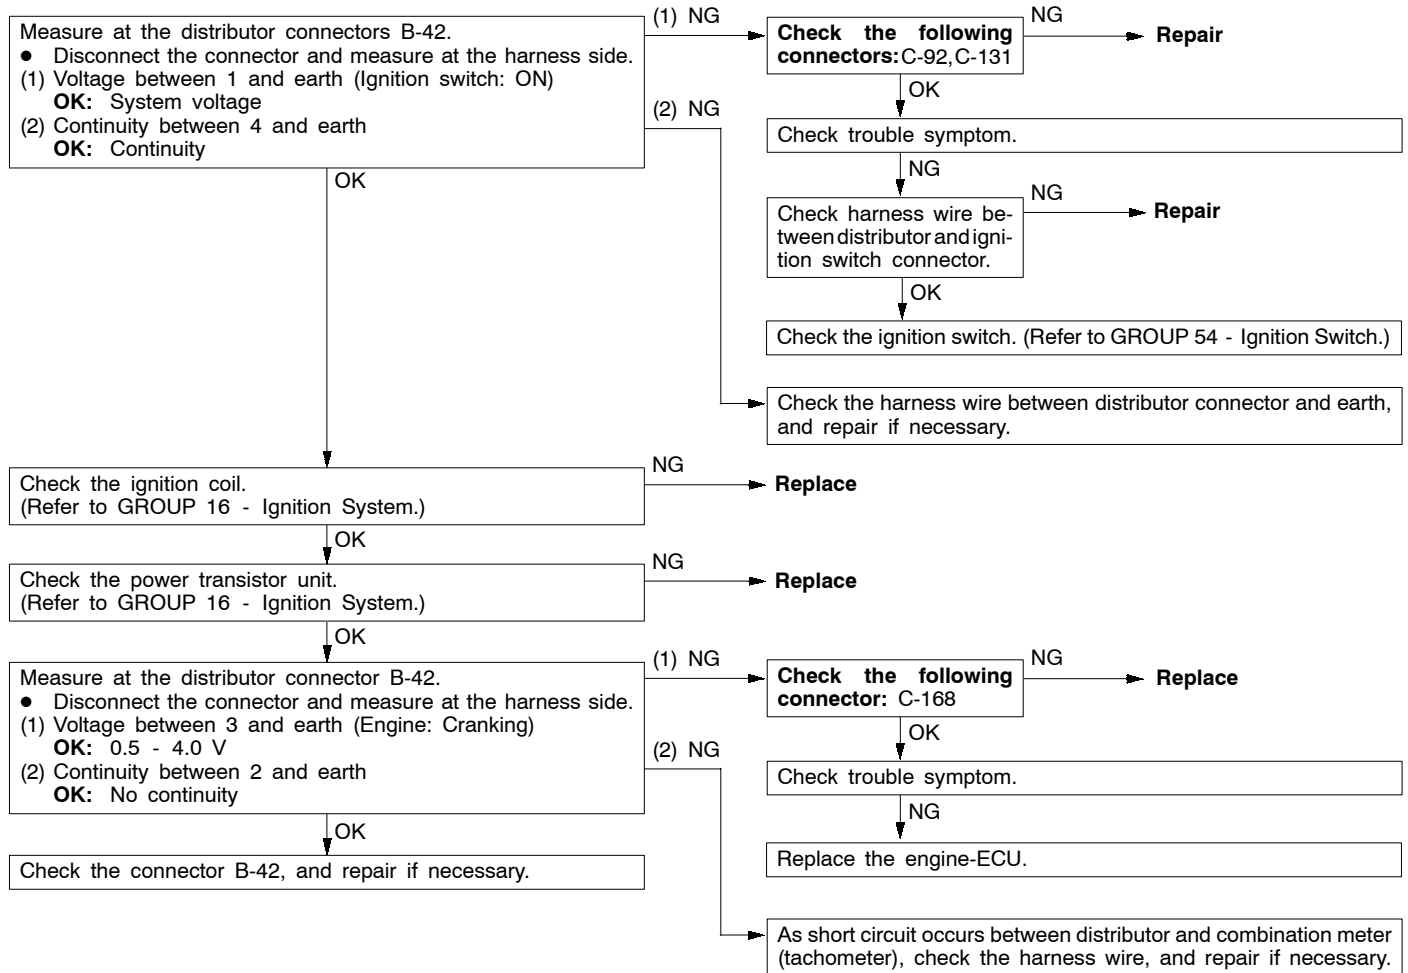 Measure at the distributor connectors B-42.
● Disconnect the connector and measure at the harness side.
(1) Voltage between 1 and earth (Ignition switch: ON)
OK: System voltage
(2) Continuity between 4 and earth
OK: Continuity
(1) NG
Check the following
connectors: C-92, C-131
NG
Repair
OK
(2) NG
Check trouble symptom.
NG
Check harness wire be-
tween distributor and igni-
tion switch connector.
NG
Repair
OK
Check the ignition switch. (Refer to GROUP 54 - Ignition Switch.)
Check the harness wire between distributor connector and earth,
and repair if necessary.
OK
Check the ignition coil.
(Refer to GROUP 16 - Ignition System.)
NG
Replace
OK
Check the power transistor unit.
(Refer to GROUP 16 - Ignition System.)
NG
Replace
OK
Measure at the distributor connector B-42.
● Disconnect the connector and measure at the harness side.
(1) Voltage between 3 and earth (Engine: Cranking)
OK: 0.5 - 4.0 V
(2) Continuity between 2 and earth
OK: No continuity
(1) NG
Check the following
connector: C-168
NG
Replace
OK
(2) NG
Check trouble symptom.
NG
Replace the engine-ECU.
OK
Check the connector B-42, and repair if necessary.
As short circuit occurs between distributor and combination meter
(tachometer), check the harness wire, and repair if necessary.